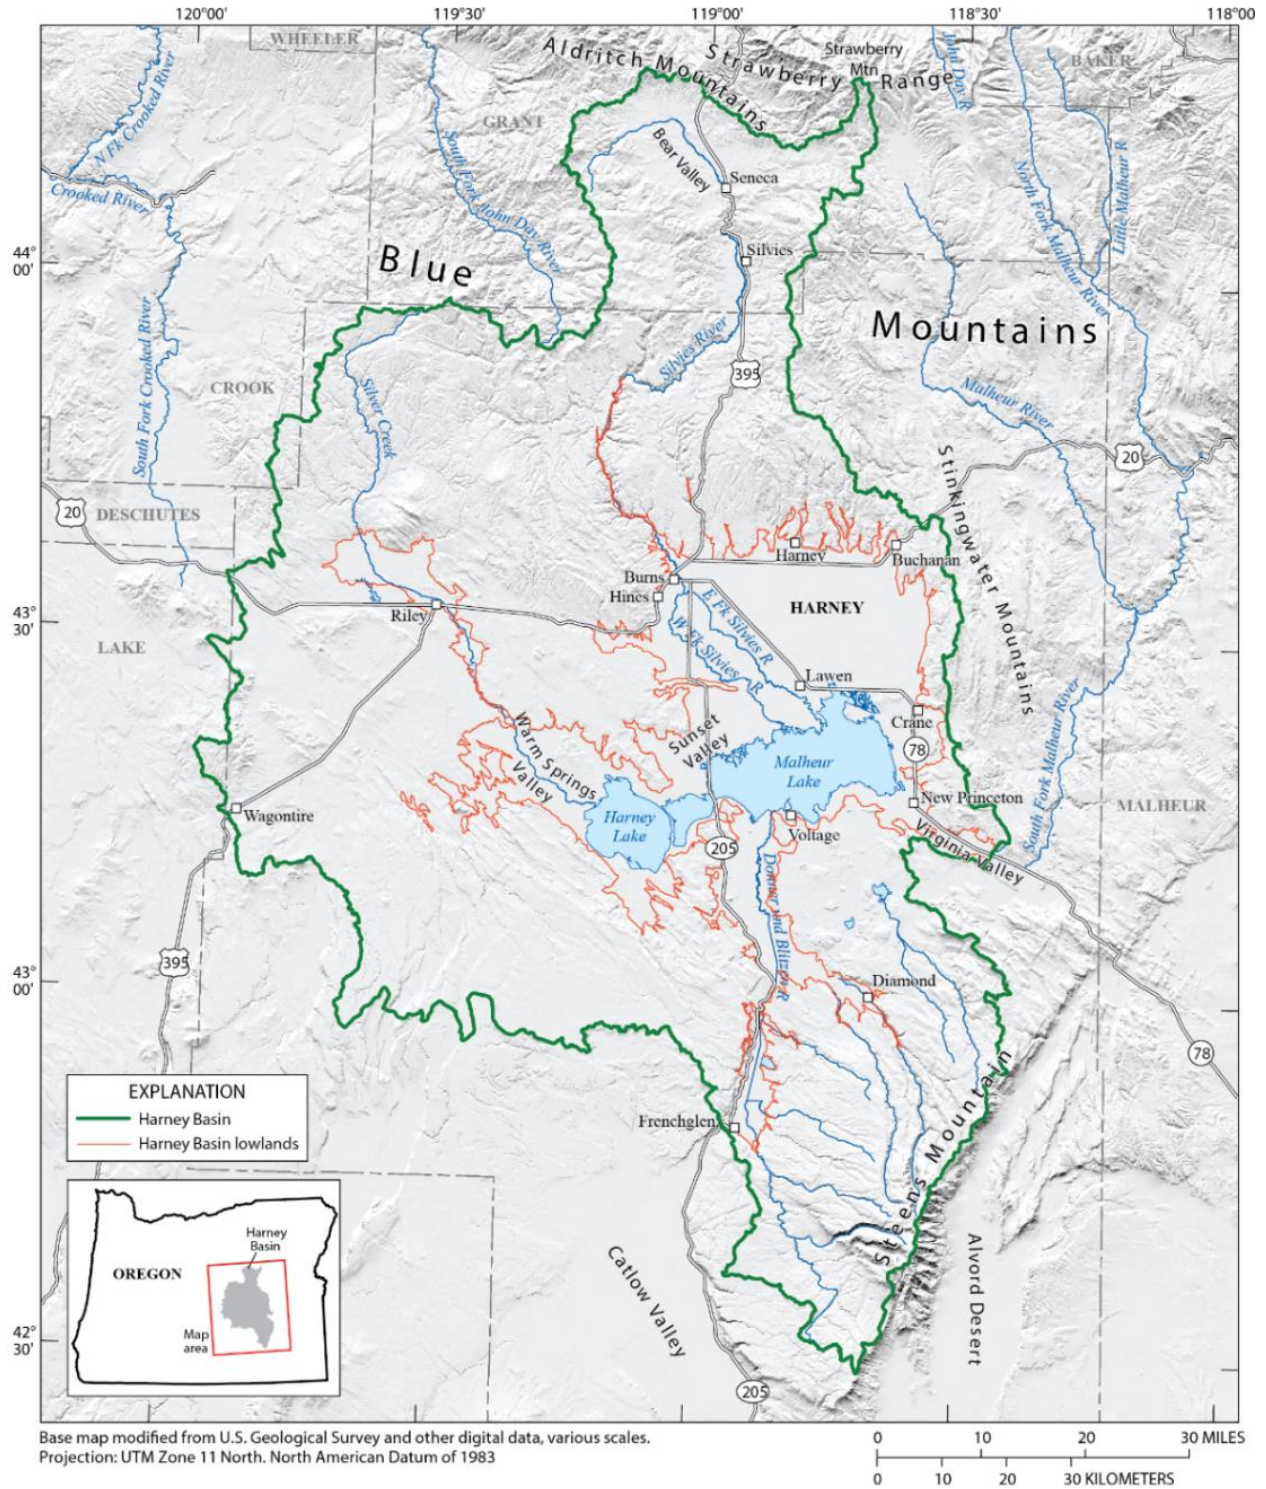 120°00'
119°3'
119°00'
118°3'
118°00
WHEELER
Aldritch Mountains
Strawberry Range
Strawberry
Mtn
John Day R
BAKER
N Fk Crooked River
GRANT
South Fork John Day River
Bear Valley
Seneca
North Fork Malheur River
Little Malheur R
Crooked River
44°
00'
Blue
Silvies
Mountains
South Fork Crooked River
Silvies River
395
CROOK
Silver Creek
Malheur River
20
Stinkingwater Mountains
20
DESCHUTES
Harney
Buchanan
Burns
Hines
HARNEY
43°
30'
Riley
E Fk Silvies R
W Fk Silvies R
LAKE
Lawen
Crane
Warm Springs
Valley
Sunset
Valley
78
Malheur
Lake
South Fork Malheur River
New Princeton
MALHEUR
Wagontire
Harney
Lake
Voltage
Virginia Valley
205
Donner und Blitzen R
395
43°
00'
Diamond
78
EXPLANATION
Harney Basin
Harney Basin lowlands
Frenchglen
Steens Mountain
Harney
Basin
OREGON
Map
area
Catlow Valley
Alvord Desert
42°
30'
205
Base map modified from U.S. Geological Survey and other digital data, various scales.
Projection: UTM Zone 11 North. North American Datum of 1983
0 10 20 30 MILES
0 10 20 30 KILOMETERS